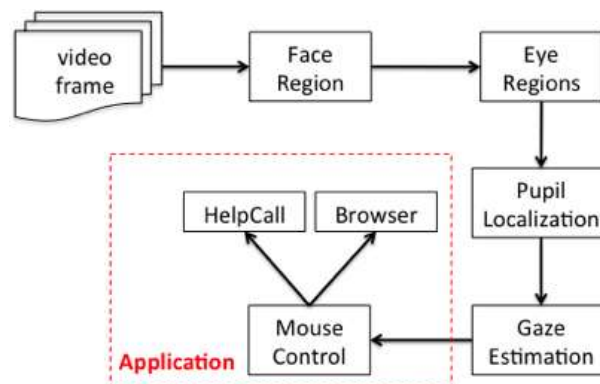 video
frame
Face
Region
Eye
Regions
Pupil
Localization
HelpCall
Browser
Mouse
Control
Gaze
Estimation
Application